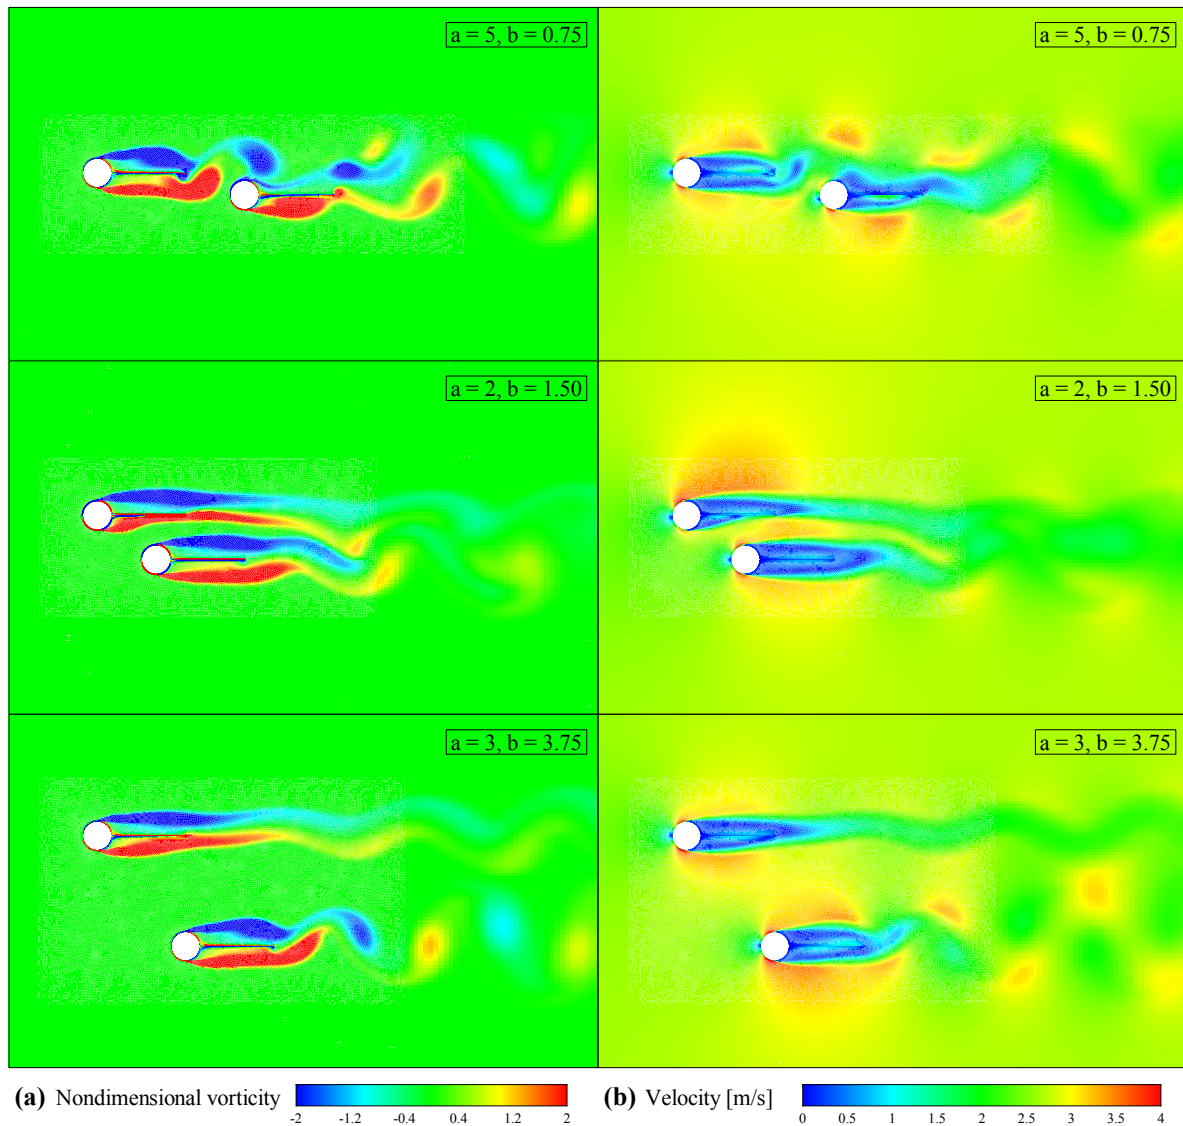 a = 5, b = 0.75
a = 5, b = 0.75
a = 2, b = 1.50
a = 2, b = 1.50
a = 3, b = 3.75
a = 3, b = 3.75
(a) Nondimensional vorticity
-2 -1.2 -0.4 0.4 1.2 2
(b) Velocity [m/s]
0 0.5 1 1.5 2 2.5 3 3.5 4